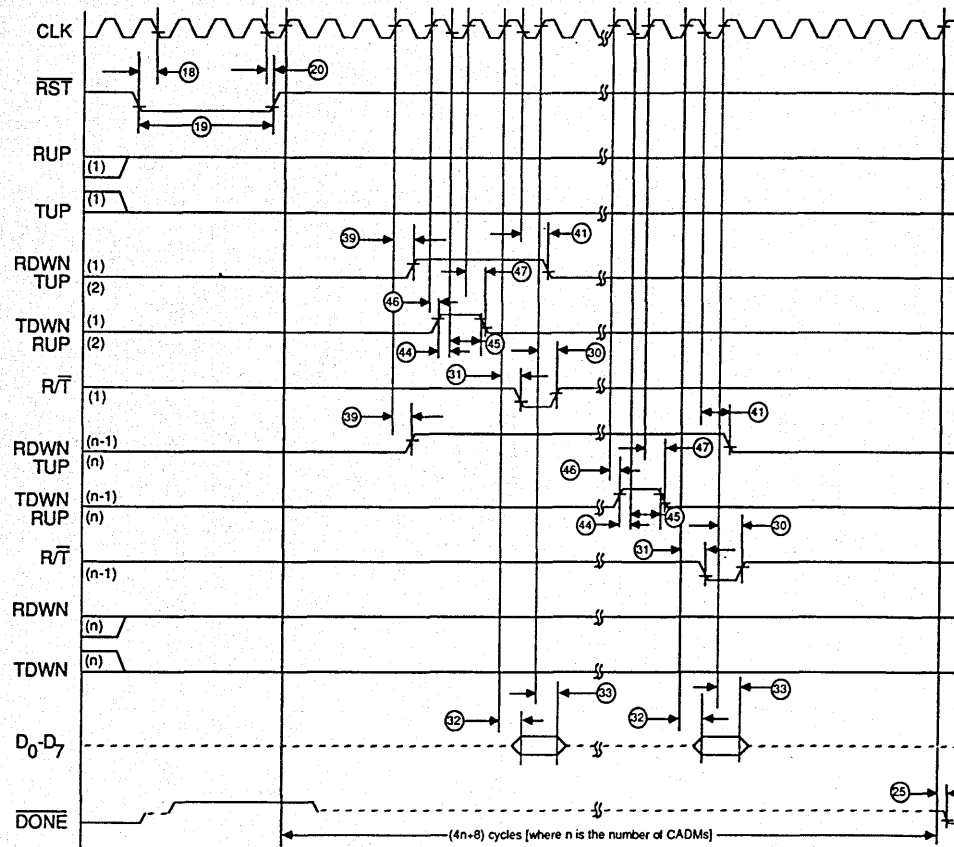 CLK
18
20
RST
19
RUP
(1)
TUP
(1)
39
41
RDWN (1)
TUP (2)
47
46
TDWN (1)
RUP (2)
44
45
30
31
R/T
(1)
39
41
RDWN (n-1)
TUP (n)
47
46
TDWN (n-1)
RUP (n)
44
45
30
31
R/T
(n-1)
RDWN
(n)
TDWN
(n)
33
33
32
32
D0-D7
25
DONE
(4n+8) cycles [where n is the number of CADMs]